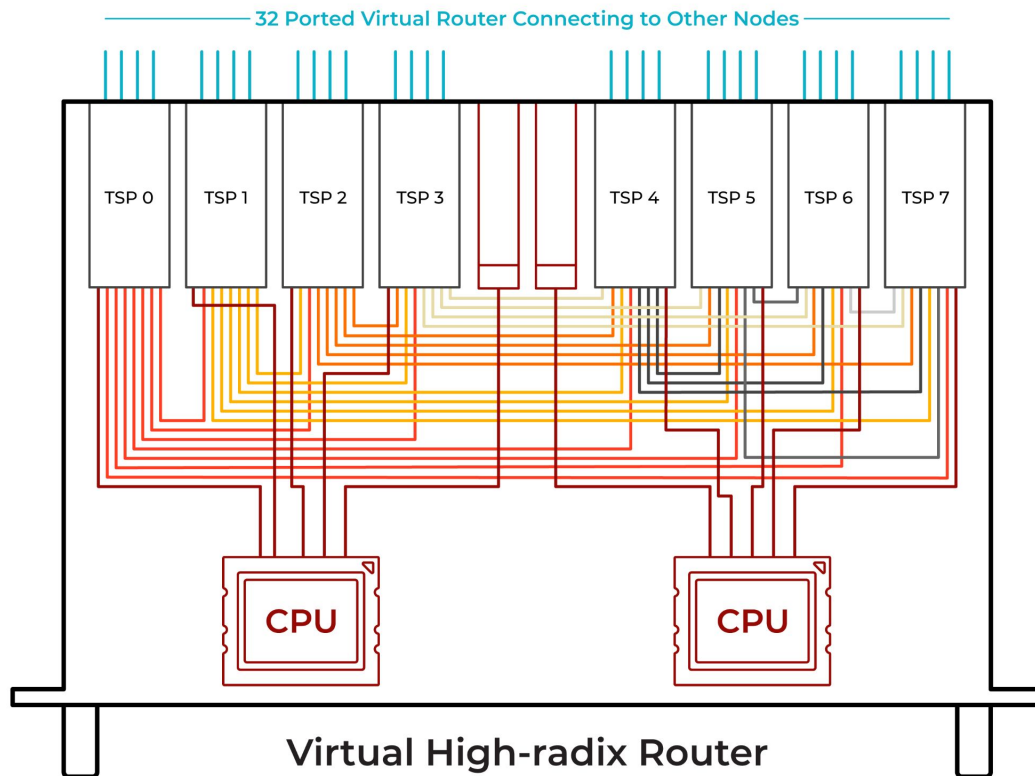 32 Ported Virtual Router Connecting to Other Nodes
TSP 0
TSP 1
TSP 2
TSP 3
TSP 4
TSP 5
TSP 6
TSP 7
CPU
CPU
Virtual High-radix Router